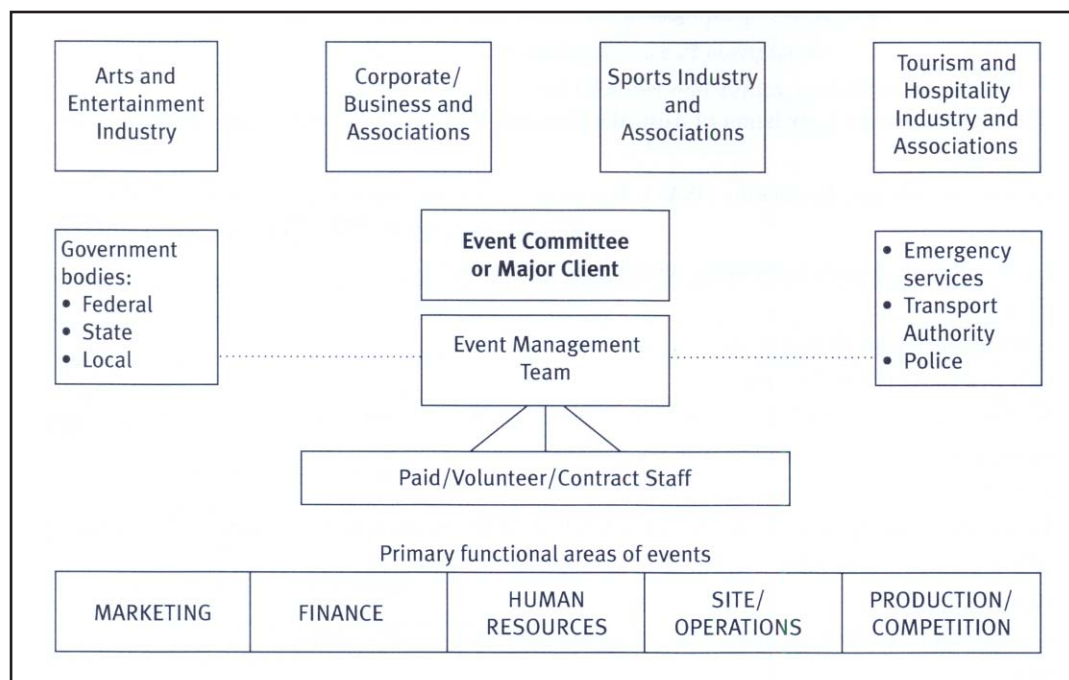 Arts and
Entertainment
Industry
Corporate/
Business and
Associations
Sports Industry
and
Associations
Tourism and
Hospitality
Industry and
Associations
Government
bodies:
• Federal
• State
• Local
Event Committee
or Major Client
Event Management
Team
• Emergency
services
• Transport
Authority
• Police
Paid/Volunteer/Contract Staff
Primary functional areas of events
MARKETING
FINANCE
HUMAN
RESOURCES
SITE/
OPERATIONS
PRODUCTION/
COMPETITION